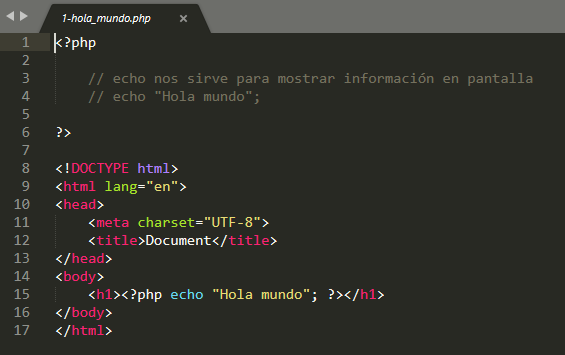 1-hola_mundo.php ×
1 <?php
2
3 // echo nos sirve para mostrar información en pantalla
4 // echo "Hola mundo";
5
6 ?>
7
8 <!DOCTYPE html>
9 <html lang="en">
10 <head>
11 <meta charset="UTF-8">
12 <title>Document</title>
13 </head>
14 <body>
15 <h1><?php echo "Hola mundo"; ?></h1>
16 </body>
17 </html>